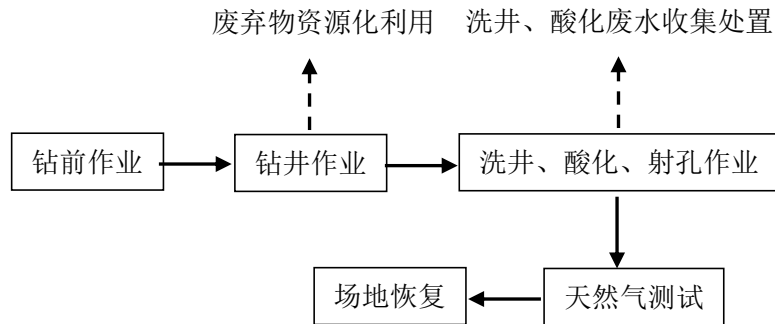 废弃物资源化利用
洗井、酸化废水收集处置
钻前作业
钻井作业
洗井、酸化、射孔作业
场地恢复
天然气测试